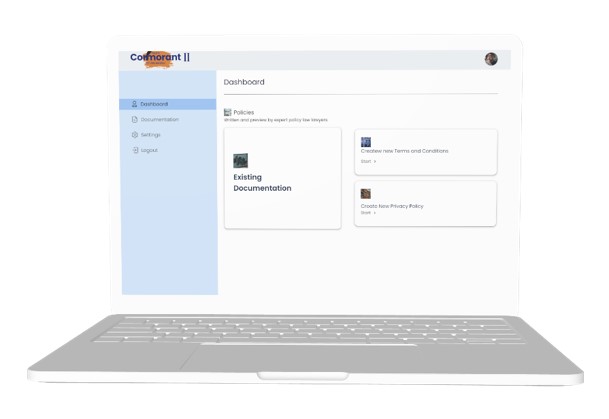 Cormorant ||
Dashboard
Dashboard
Documentation
Settings
Logout
Policies
Written and preview by expert policy law lawyers
Existing
Documentation
Createw new Terms and Conditions
Start >
Create New Privacy Policy
Start >